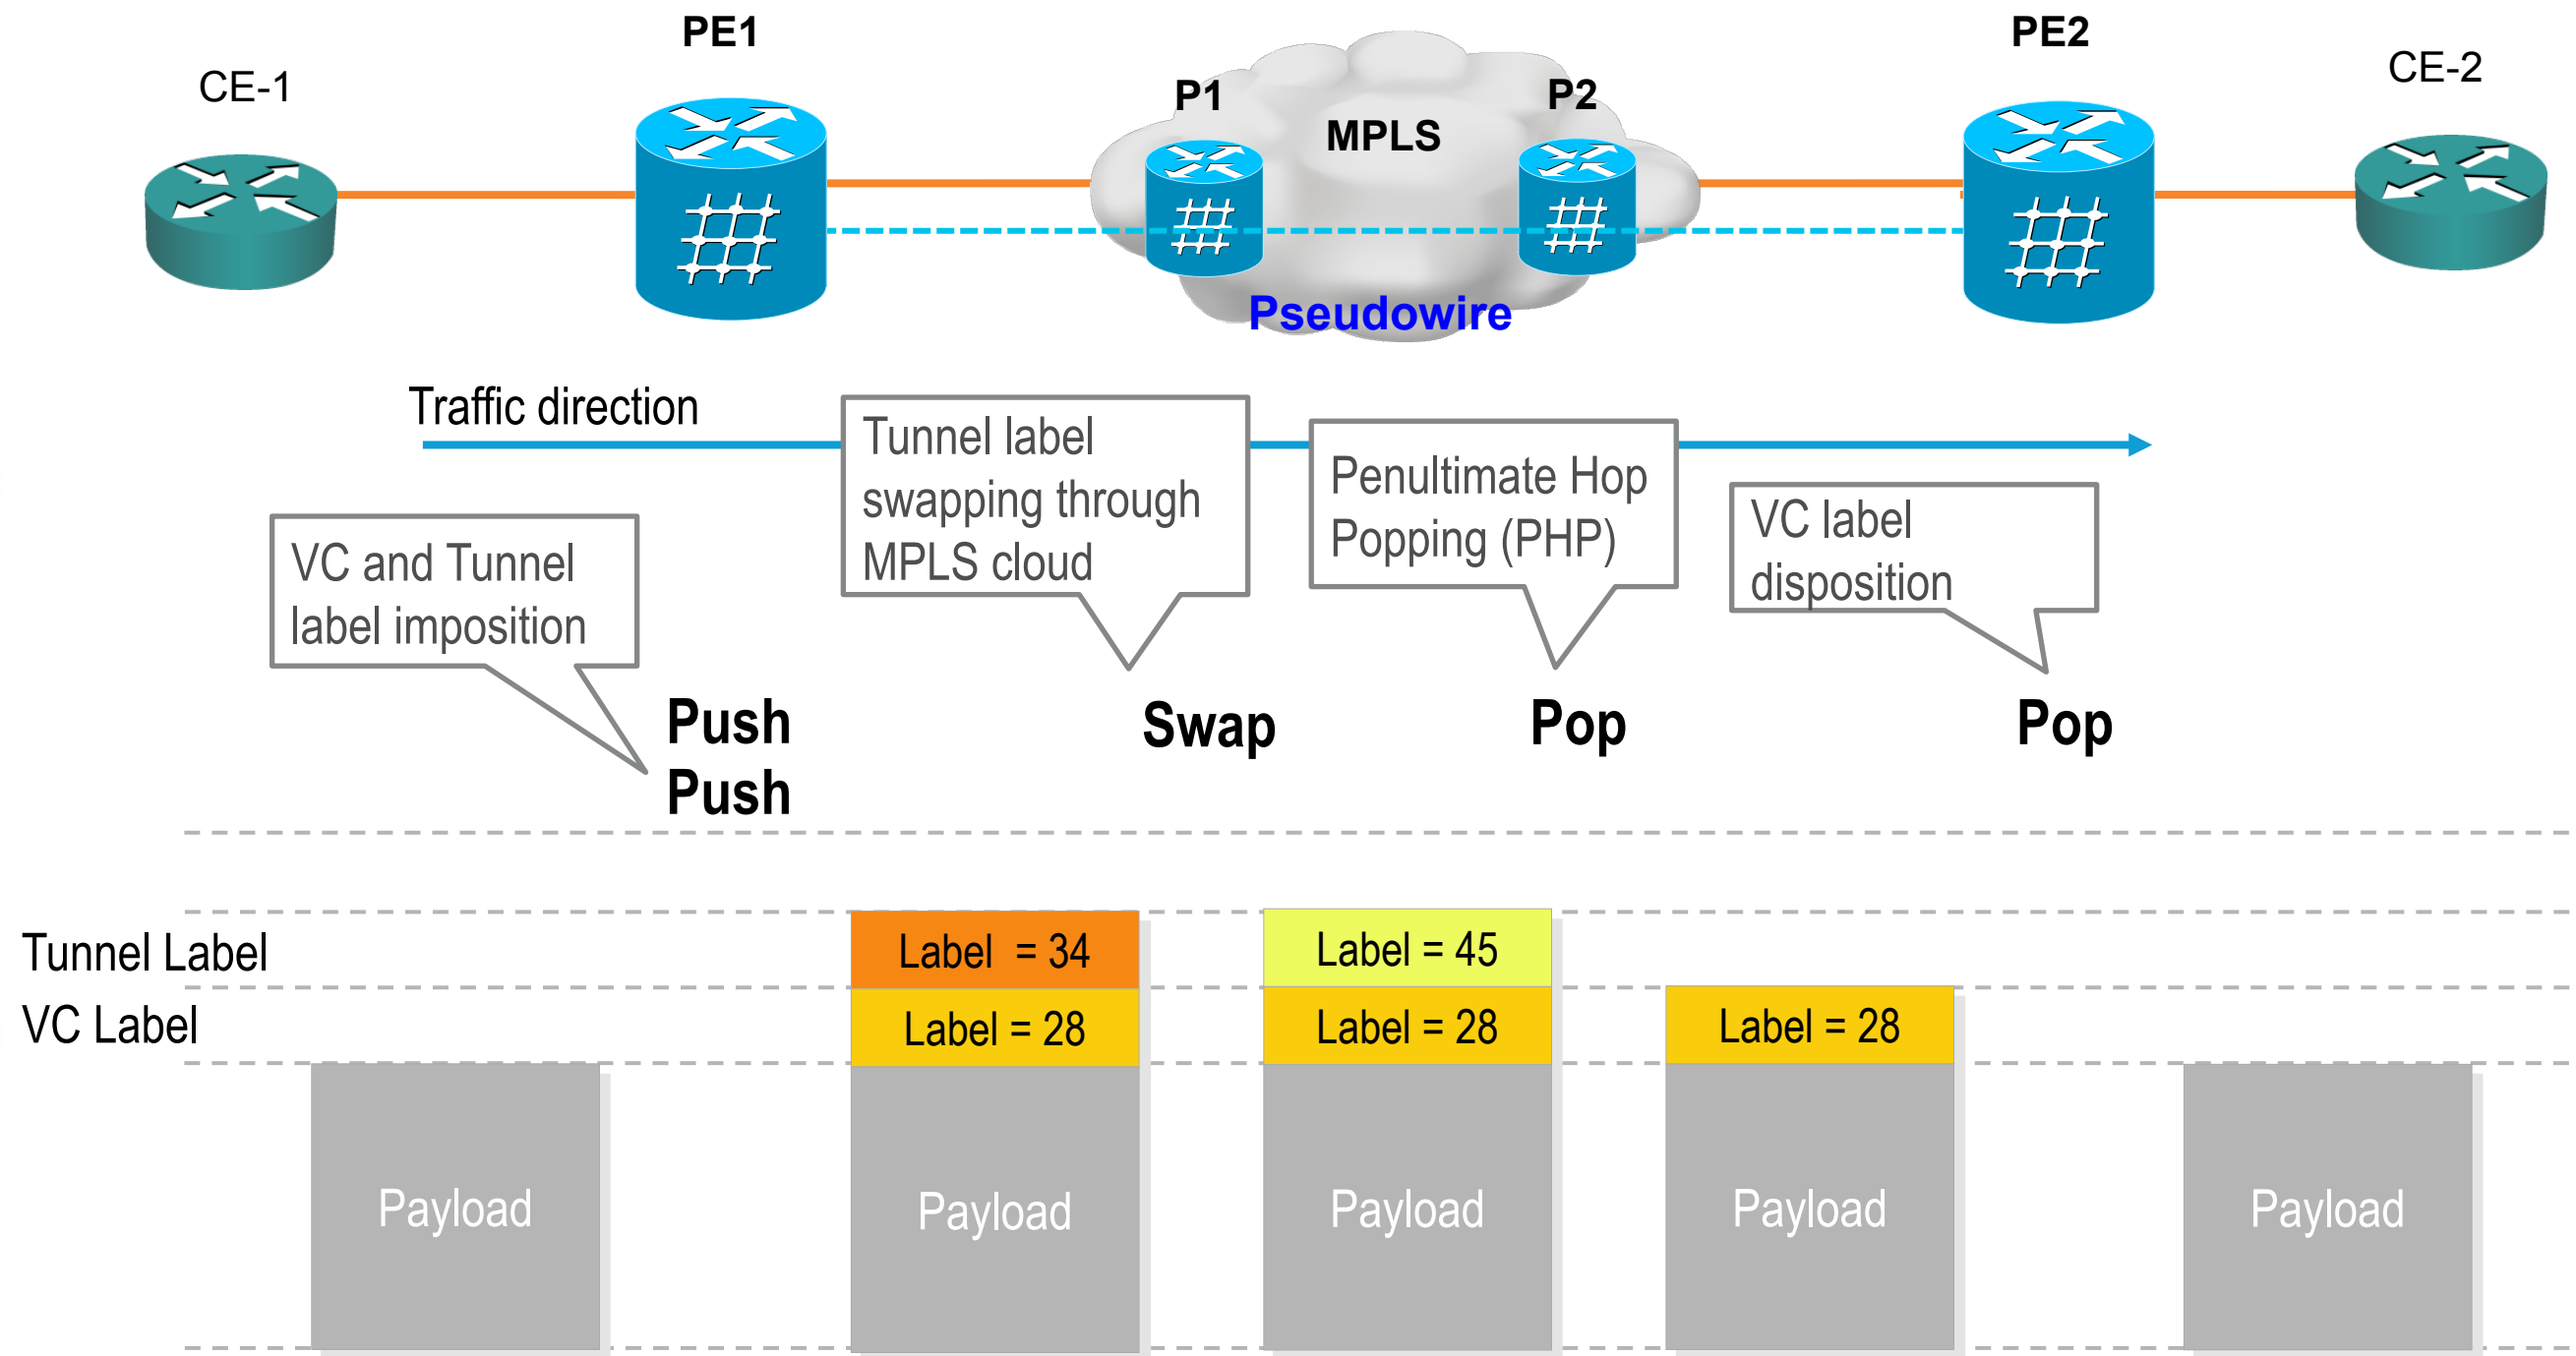 PE1
PE2
CE-1
CE-2
P1
P2
MPLS
Pseudowire
Traffic direction
VC and Tunnel
label imposition
Tunnel label
swapping through
MPLS cloud
Penultimate Hop
Popping (PHP)
VC label
disposition
Push
Push
Swap
Pop
Pop
Tunnel Label
VC Label
Label = 34
Label = 45
Label = 28
Label = 28
Label = 28
Payload
Payload
Payload
Payload
Payload